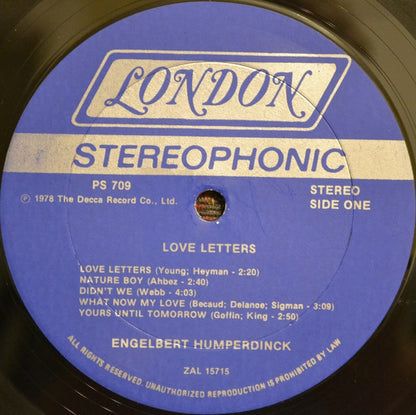 LONDON
STEREOPHONIC
PS 709
STEREO
℗ 1978 The Decca Record Co., Ltd.
SIDE ONE
LOVE LETTERS
LOVE LETTERS (Young; Heyman - 2:20)
NATURE BOY (Ahbez - 2:40)
DIDN'T WE (Webb - 4:03)
WHAT NOW MY LOVE (Becaud; Delanoe; Sigman - 3:09)
YOURS UNTIL TOMORROW (Goffin; King - 2:50)
ENGELBERT HUMPERDINCK
ZAL 15715
ALL RIGHTS RESERVED. UNAUTHORIZED REPRODUCTION IS PROHIBITED BY LAW